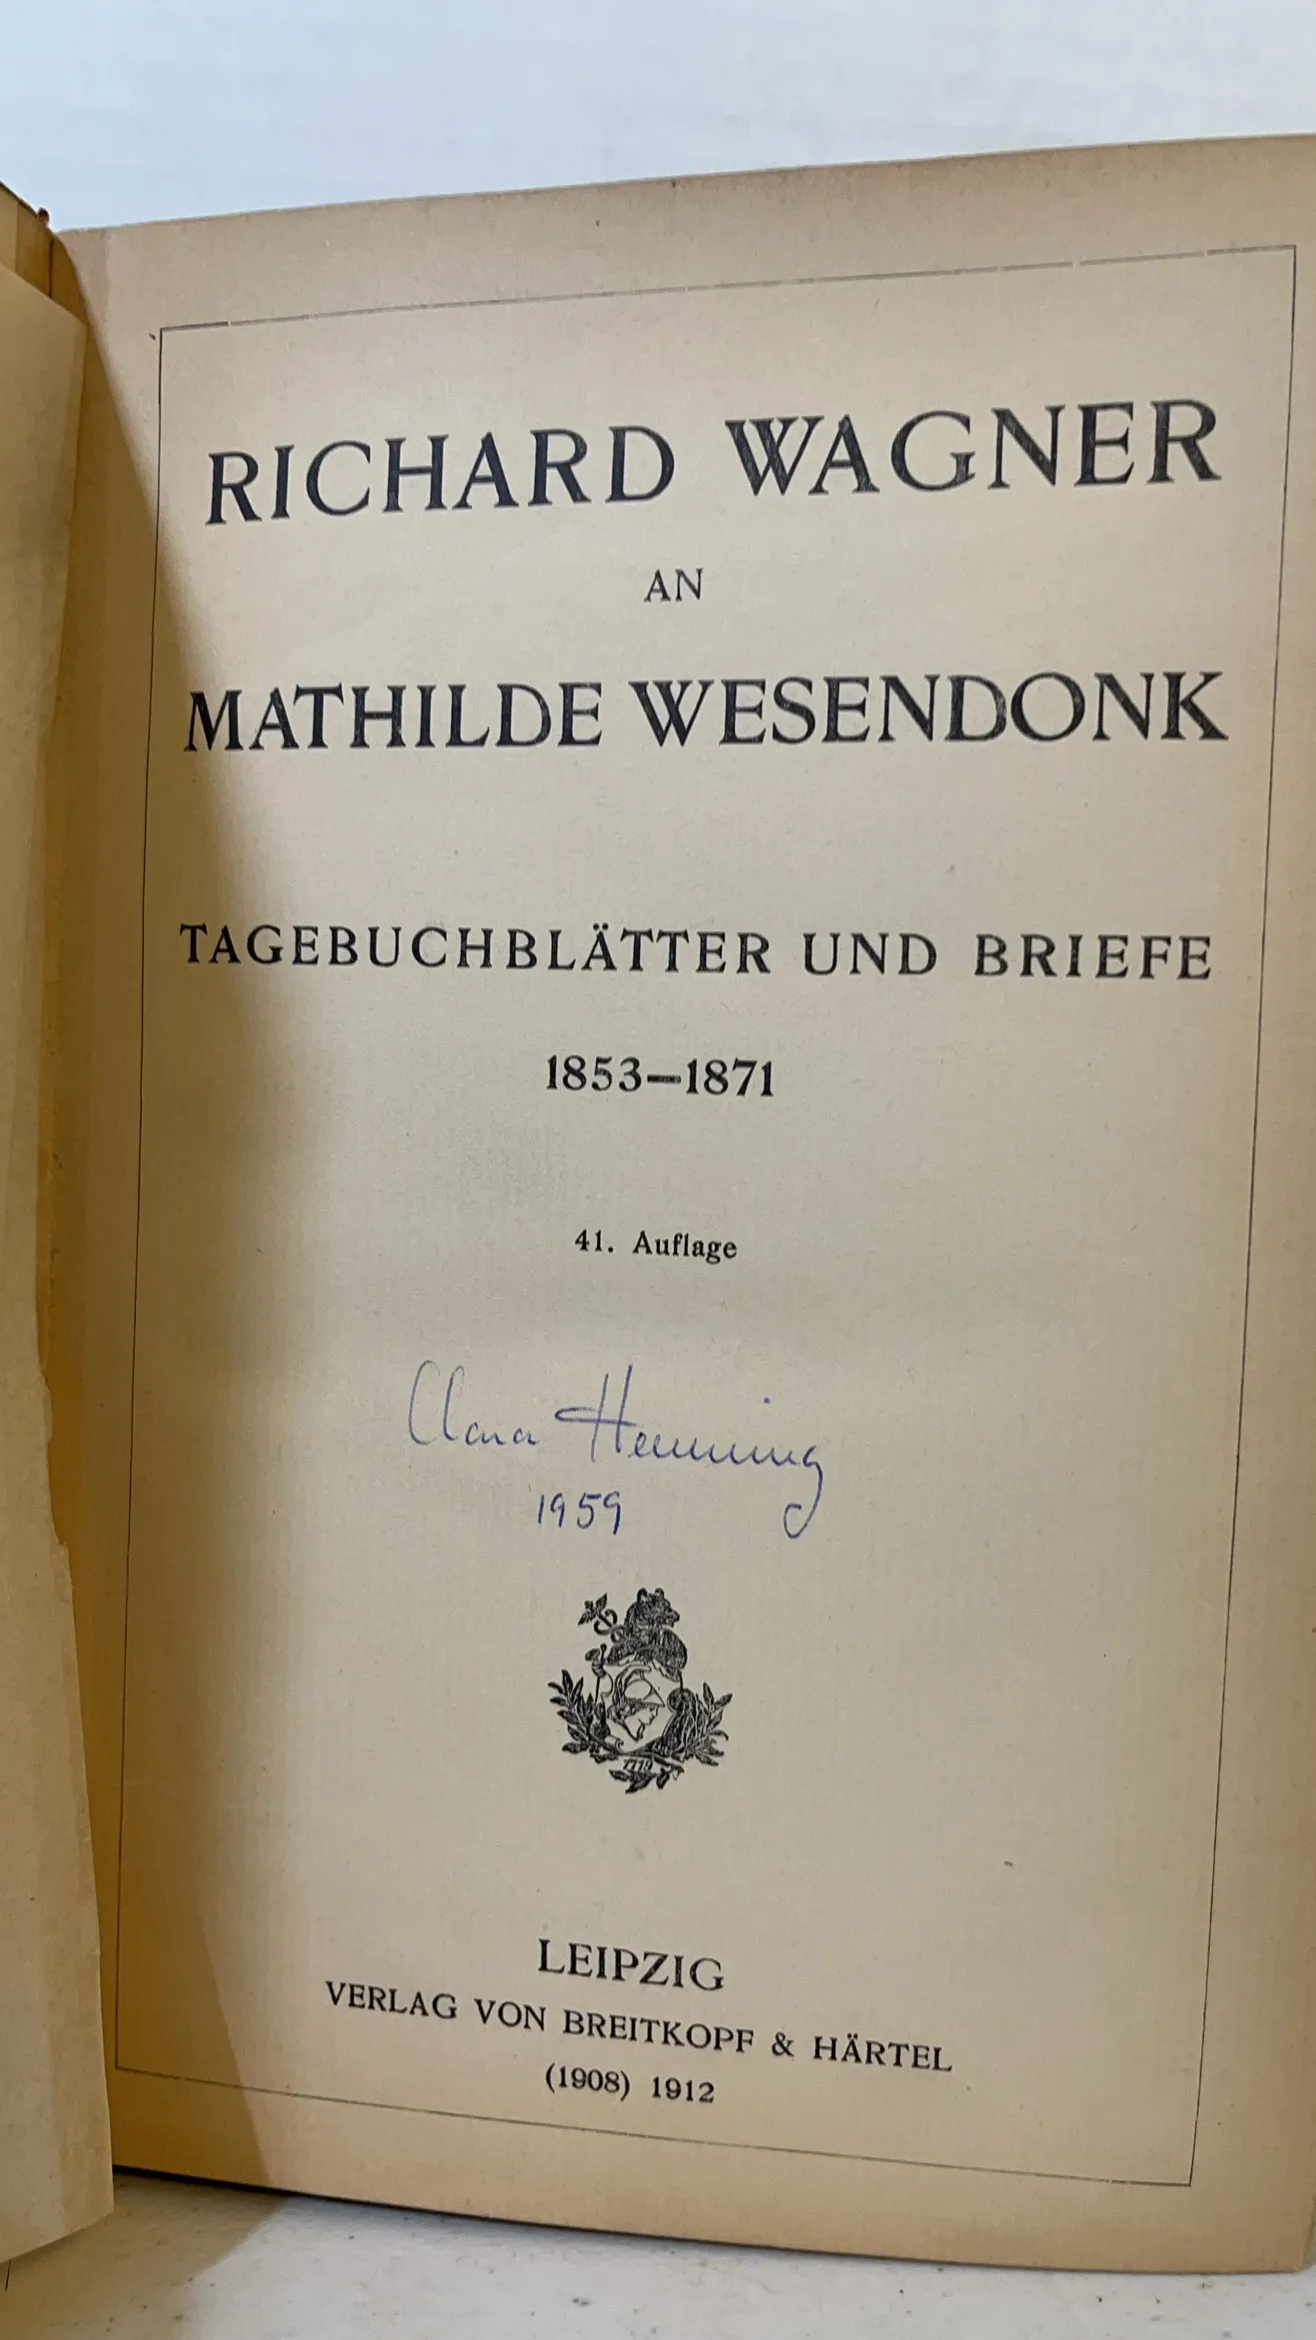 RICHARD WAGNER
AN
MATHILDE WESENDONK
TAGEBUCHBLÄTTER UND BRIEFE
1853—1871
41. Auflage
Clara Henning
1959
1719
LEIPZIG
VERLAG VON BREITKOPF & HÄRTEL
(1908) 1912